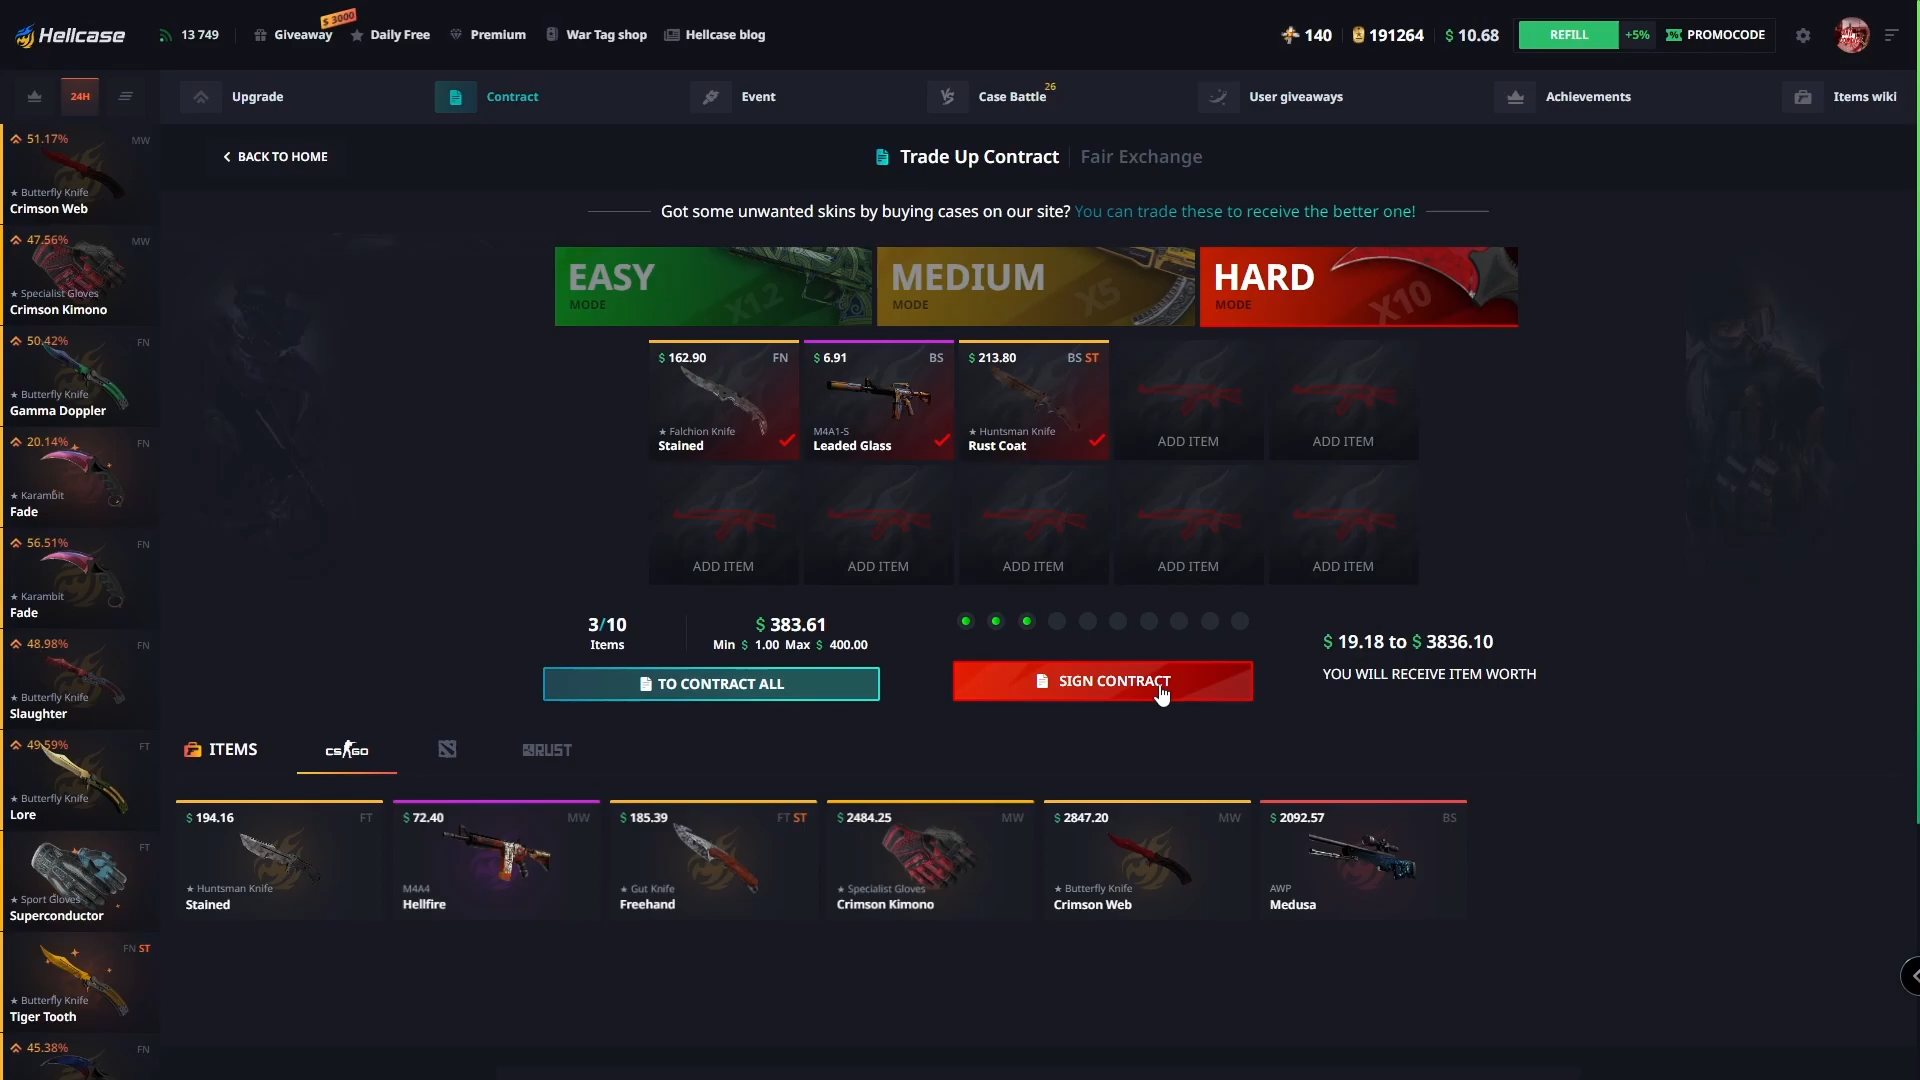 Hellcase
13 749
Giveaway
$ 3000
Daily Free
Premium
War Tag shop
Hellcase blog
140
191264
$ 10.68
REFILL
+5%
PROMOCODE
24H
Upgrade
Contract
Event
Case Battle
26
User giveaways
Achievements
Items wiki
BACK TO HOME
Trade Up Contract
Fair Exchange
Got some unwanted skins by buying cases on our site? You can trade these to receive the better one!
EASY
MODE
X12
MEDIUM
MODE
X5
HARD
MODE
X10
$ 162.90 FN
★ Falchion Knife
Stained
$ 6.91 BS
M4A1-S
Leaded Glass
$ 213.80 BS ST
★ Huntsman Knife
Rust Coat
ADD ITEM
ADD ITEM
ADD ITEM
ADD ITEM
ADD ITEM
ADD ITEM
ADD ITEM
3/10
Items
$ 383.61
Min $ 1.00 Max $ 400.00
TO CONTRACT ALL
SIGN CONTRACT
$ 19.18 to $ 3836.10
YOU WILL RECEIVE ITEM WORTH
ITEMS
CS GO
RUST
$ 194.16 FT
★ Huntsman Knife
Stained
$ 72.40 MW
M4A4
Hellfire
$ 185.39 FT ST
★ Gut Knife
Freehand
$ 2484.25 MW
★ Specialist Gloves
Crimson Kimono
$ 2847.20 MW
★ Butterfly Knife
Crimson Web
$ 2092.57 BS
AWP
Medusa
51.17% MW
★ Butterfly Knife
Crimson Web
47.56% MW
★ Specialist Gloves
Crimson Kimono
50.42% FN
★ Butterfly Knife
Gamma Doppler
20.14% FN
★ Karambit
Fade
56.51% FN
★ Karambit
Fade
48.98% FN
★ Butterfly Knife
Slaughter
49.59% FT
★ Butterfly Knife
Lore
FT
★ Sport Gloves
Superconductor
FN ST
★ Butterfly Knife
Tiger Tooth
45.38% FN